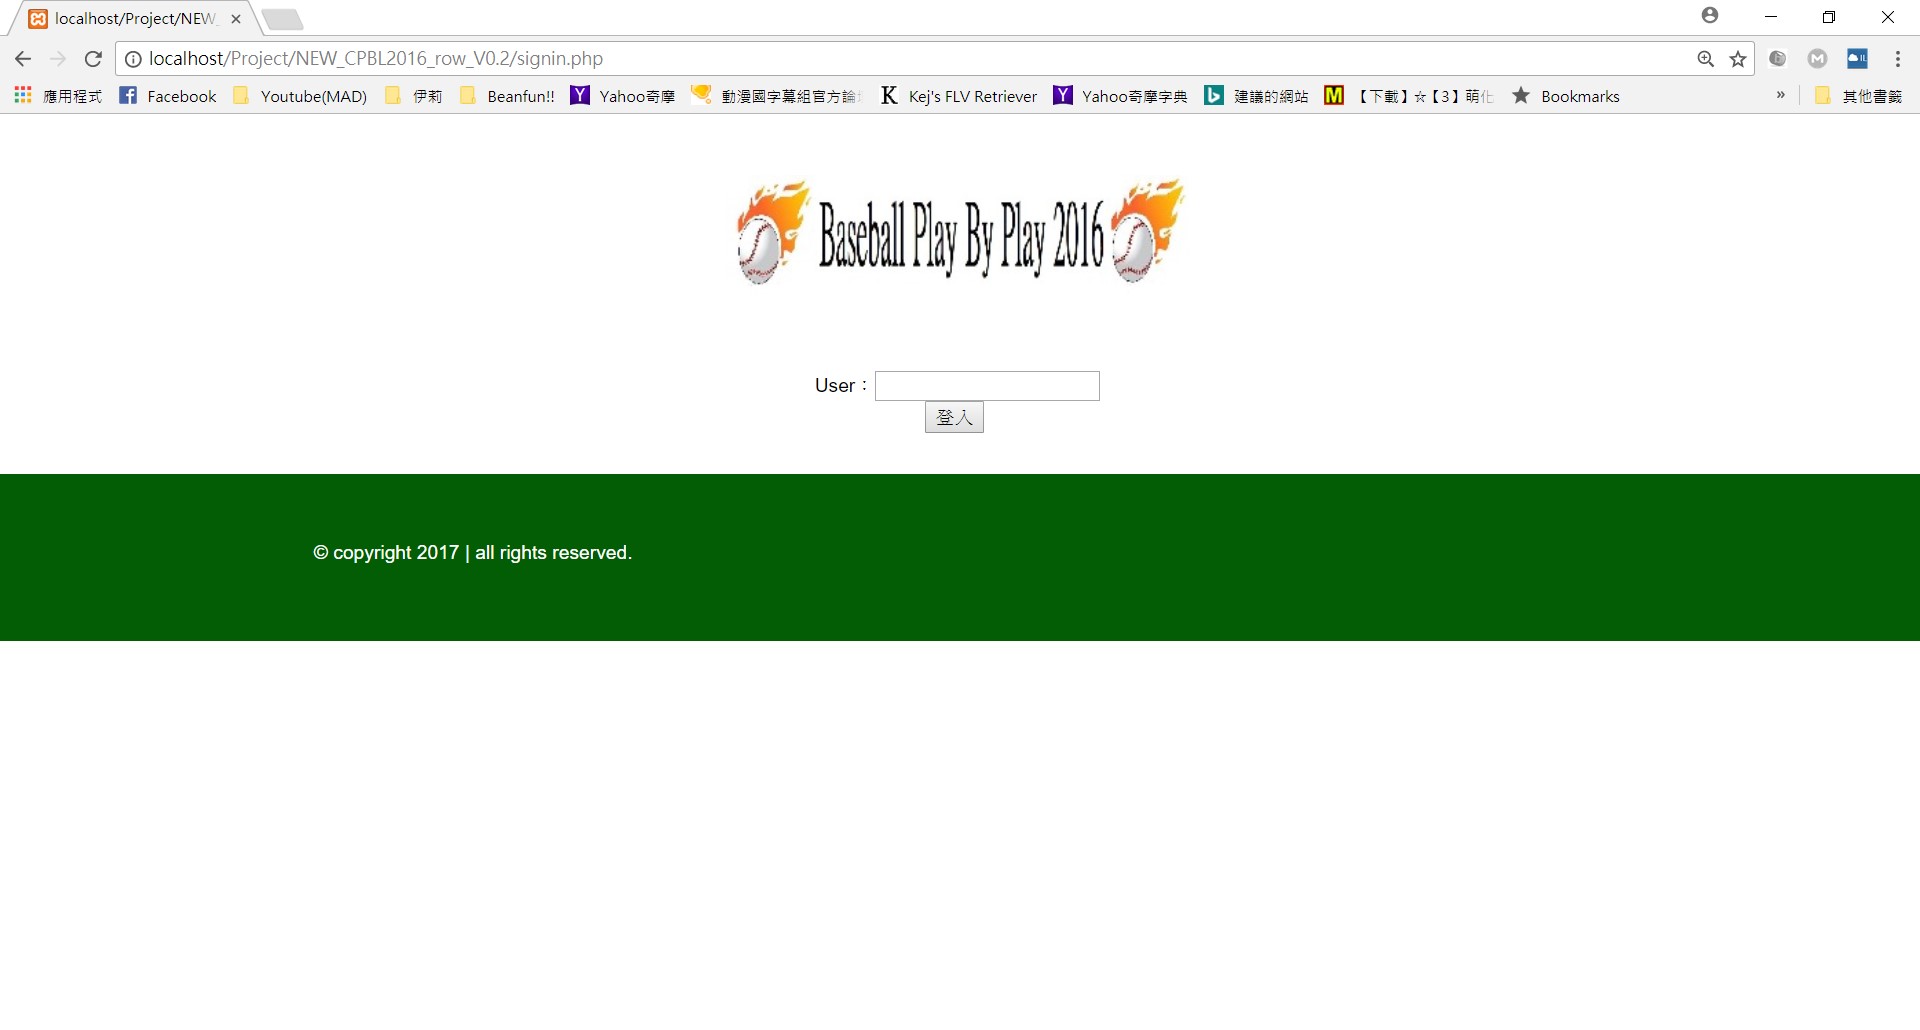 localhost/Project/NEW_
localhost/Project/NEW_CPBL2016_row_V0.2/signin.php
應用程式 Facebook Youtube(MAD) 伊莉 Beanfun!! Yahoo奇摩 動漫國字幕組官方論 Kej's FLV Retriever Yahoo奇摩字典 建議的網站 【下載】☆【3】萌化 Bookmarks » 其他書籤
Baseball Play By Play 2016
User：
登入
© copyright 2017 | all rights reserved.